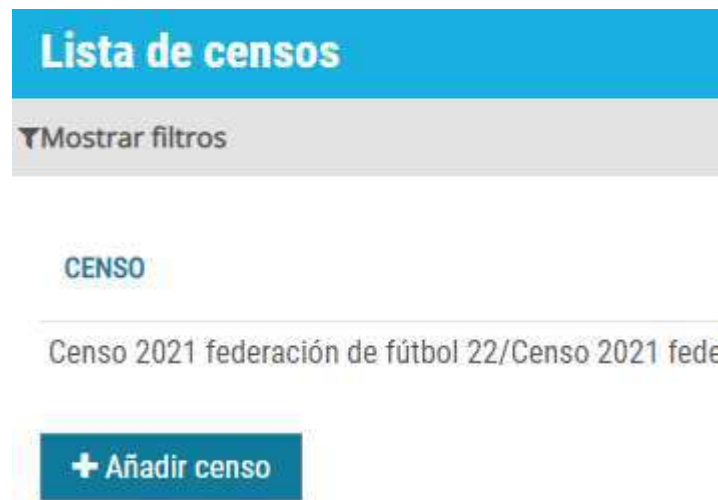 Lista de censos
Mostrar filtros
CENSO
Censo 2021 federación de fútbol 22/Censo 2021 fede
+ Añadir censo